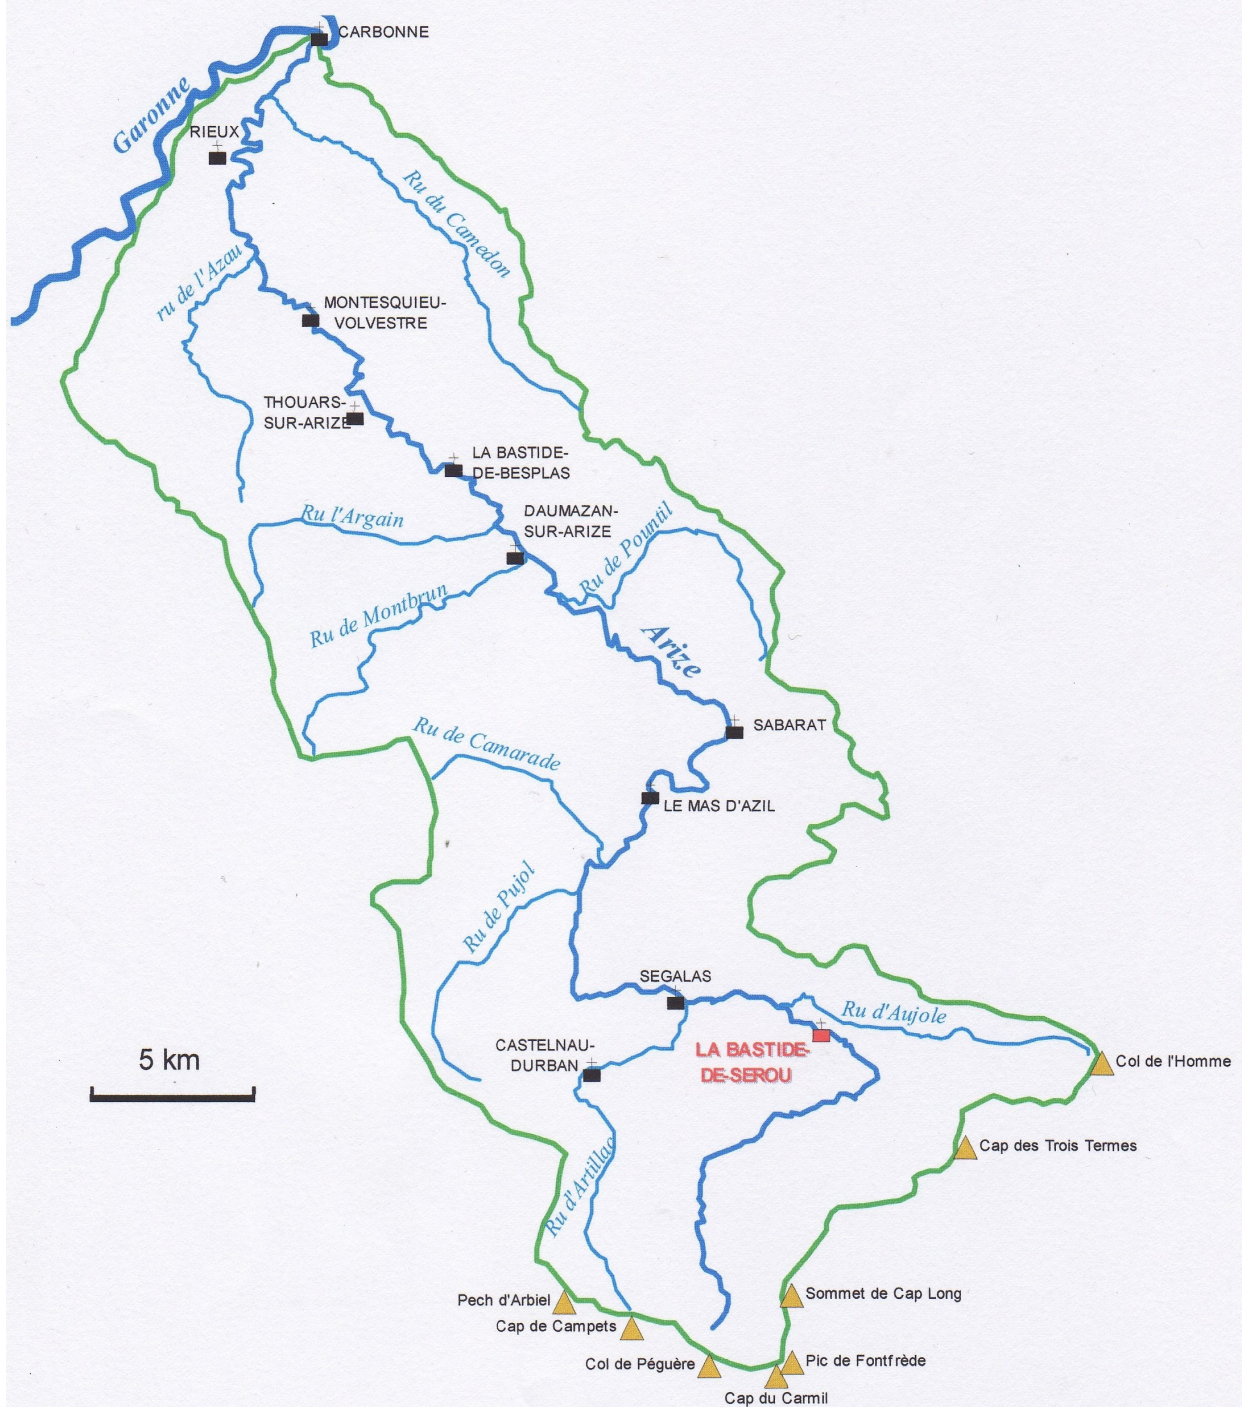 CARBONNE
Garonne
RIEUX
Ru du Camedon
ru de l'Azau
MONTESQUIEU-
VOLVESTRE
THOUARS-
SUR-ARIZE
LA BASTIDE-
DE-BESPLAS
Ru l'Argain
DAUMAZAN-
SUR-ARIZE
Ru de Pountil
Ru de Montbrun
Arize
SABARAT
Ru de Camarade
LE MAS D'AZIL
Ru de Pujol
SEGALAS
Ru d'Aujole
CASTELNAU-
DURBAN
LA BASTIDE-
DE-SEROU
5 km
Col de l'Homme
Cap des Trois Termes
Ru d'Artillac
Pech d'Arbiel
Sommet de Cap Long
Cap de Campets
Col de Péguère
Pic de Fontfrède
Cap du Carmil